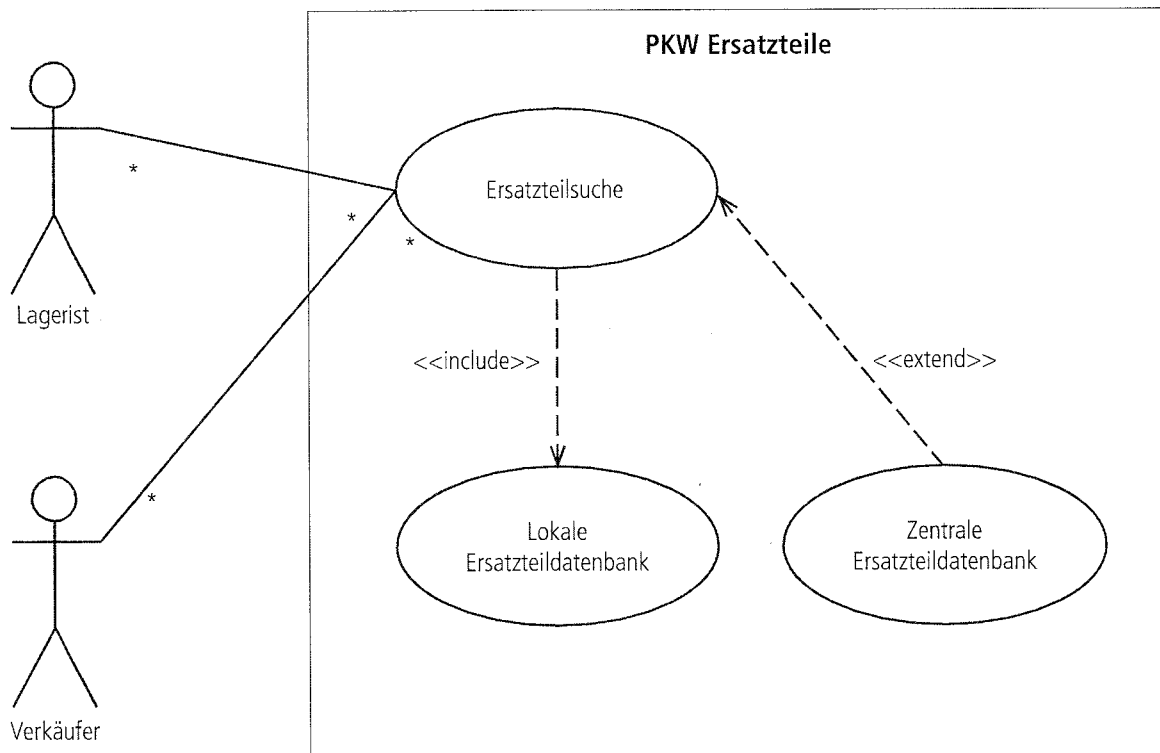 PKW Ersatzteile
*
Ersatzteilsuche
*
*
Lagerist
<<include>>
<<extend>>
*
Lokale
Ersatzteildatenbank
Zentrale
Ersatzteildatenbank
Verkäufer